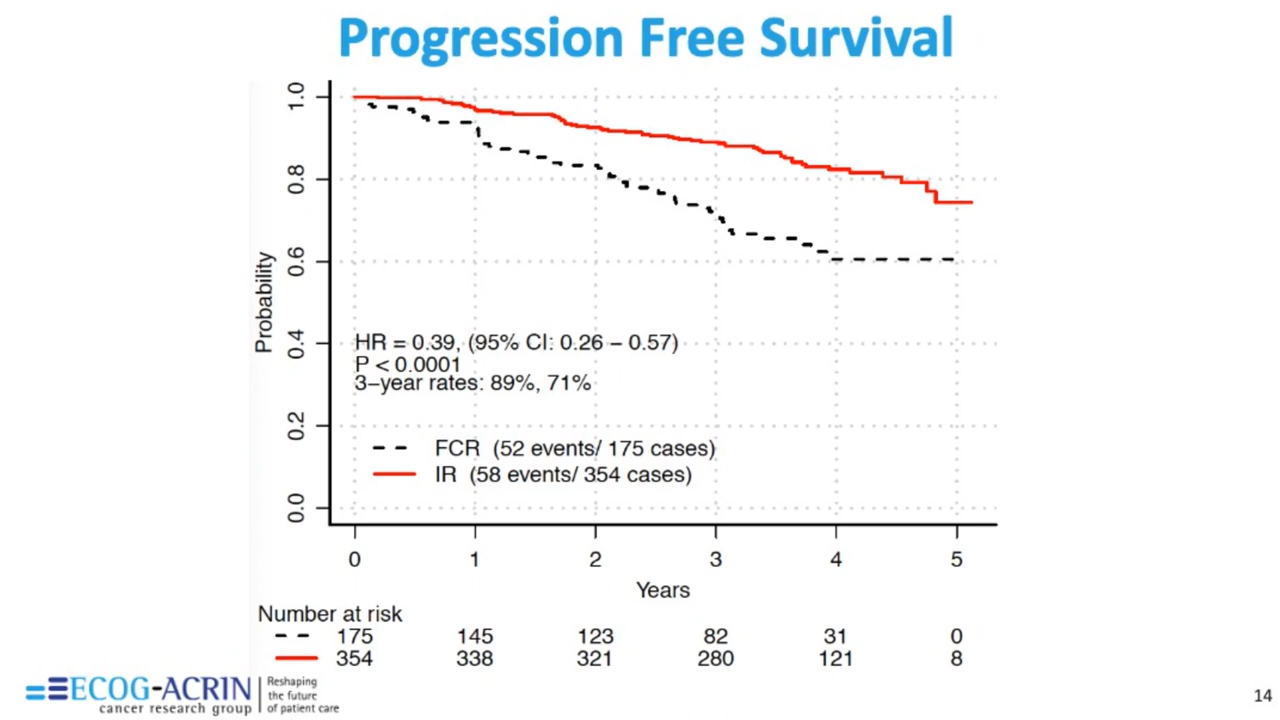 Progression Free Survival
1.0
0.8
0.6
0.4
0.2
0.0
Probability
HR = 0.39, (95% CI: 0.26 – 0.57)
P < 0.0001
3–year rates: 89%, 71%
FCR (52 events/ 175 cases)
IR (58 events/ 354 cases)
0 1 2 3 4 5
Years
Number at risk
175 145 123 82 31 0
354 338 321 280 121 8
ECOG-ACRIN
cancer research group
Reshaping
the future
of patient care
14